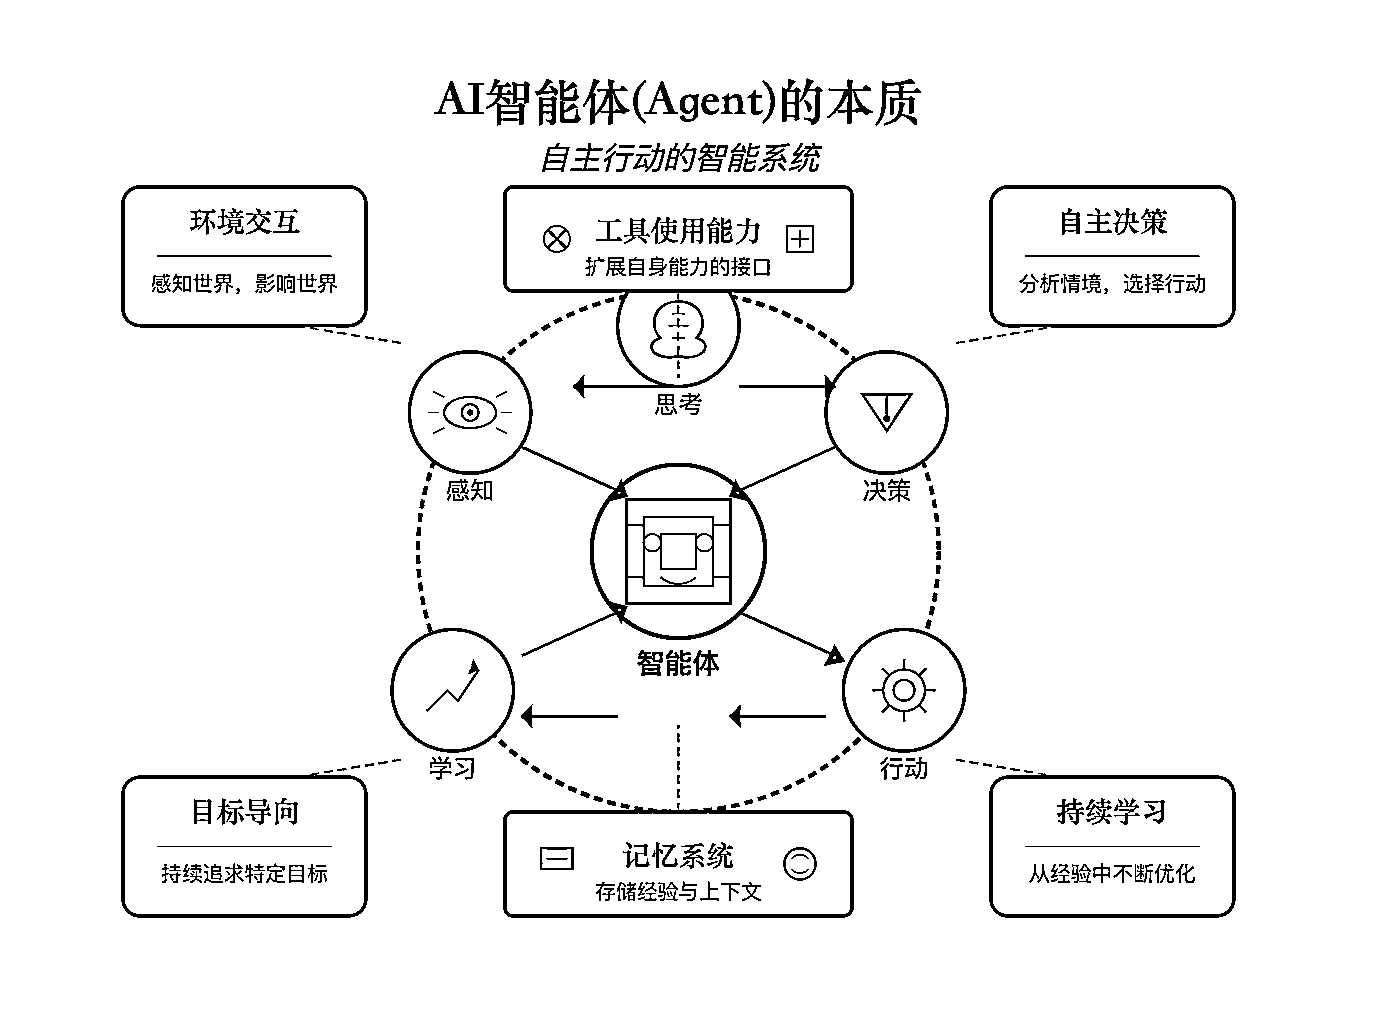 AI智能体(Agent)的本质
自主行动的智能系统
环境交互
感知世界，影响世界
工具使用能力
扩展自身能力的接口
自主决策
分析情境，选择行动
思考
感知
决策
智能体
学习
行动
目标导向
持续追求特定目标
记忆系统
存储经验与上下文
持续学习
从经验中不断优化